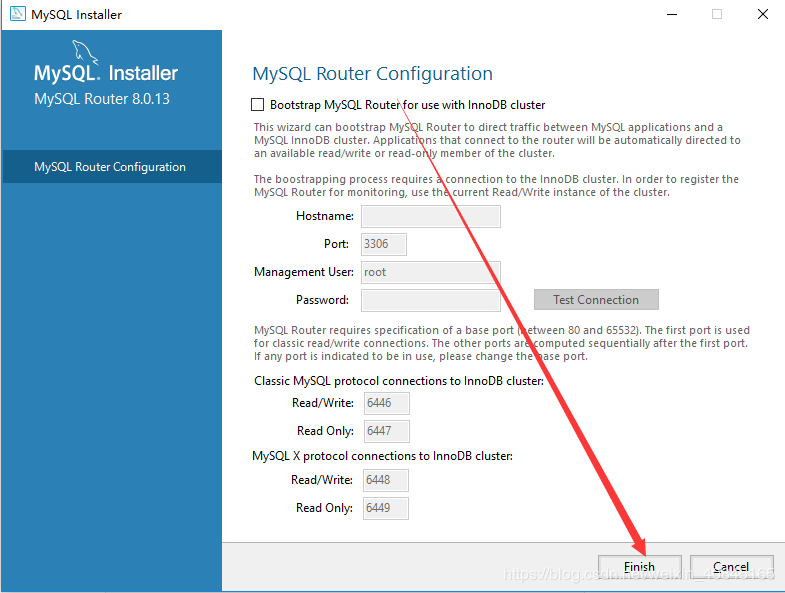 MySQL Installer
MySQL. Installer
MySQL Router 8.0.13
MySQL Router Configuration
MySQL Router Configuration
Bootstrap MySQL Router for use with InnoDB cluster
This wizard can bootstrap MySQL Router to direct traffic between MySQL applications and a
MySQL InnoDB cluster. Applications that connect to the router will be automatically directed to
an available read/write or read-only member of the cluster.
The boostrapping process requires a connection to the InnoDB cluster. In order to register the
MySQL Router for monitoring, use the current Read/Write instance of the cluster.
Hostname:
Port: 3306
Management User: root
Password:
Test Connection
MySQL Router requires specification of a base port (between 80 and 65532). The first port is used
for classic read/write connections. The other ports are computed sequentially after the first port.
If any port is indicated to be in use, please change the base port.
Classic MySQL protocol connections to InnoDB cluster:
Read/Write: 6446
Read Only: 6447
MySQL X protocol connections to InnoDB cluster:
Read/Write: 6448
Read Only: 6449
Finish Cancel